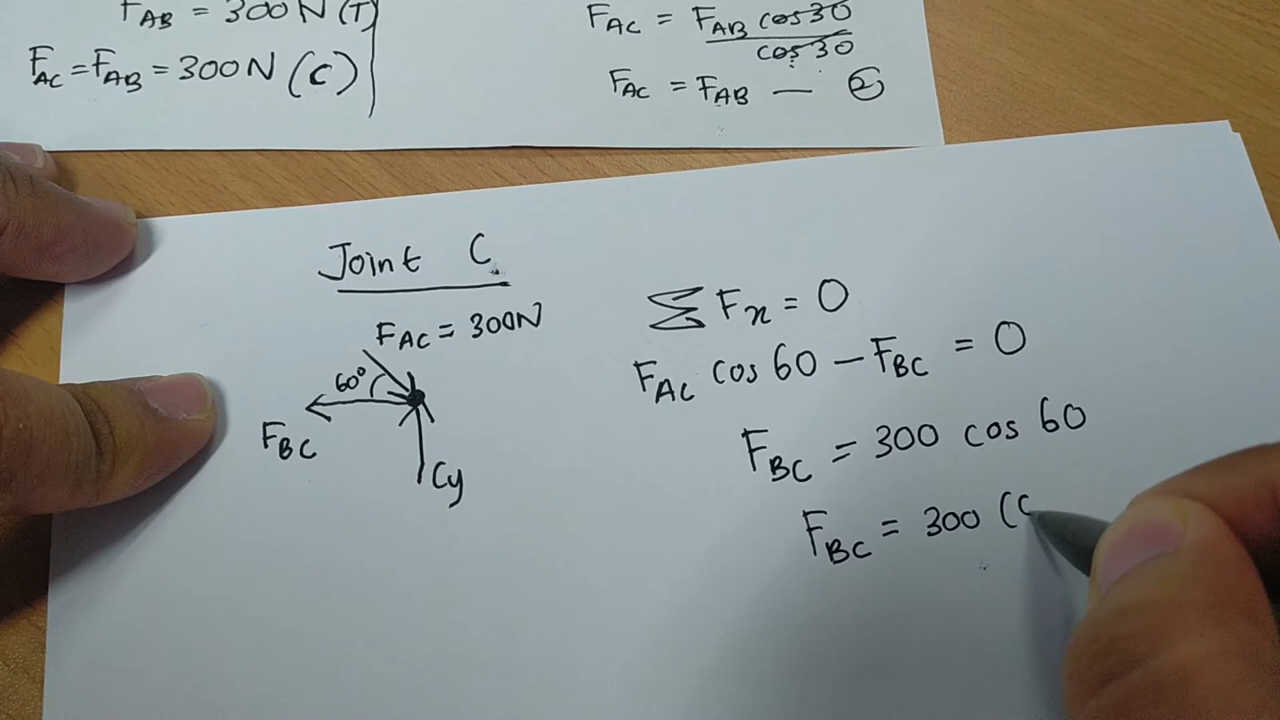 F_AB = 300 N (T)
F_AC = F_AB = 300 N (C)
F_AC = F_AB cos 30 / cos 30
F_AC = F_AB — ②
Joint C
F_AC = 300N
60°
F_BC
Cy
Σ F_x = 0
F_AC cos 60 − F_BC = 0
F_BC = 300 cos 60
F_BC = 300 (